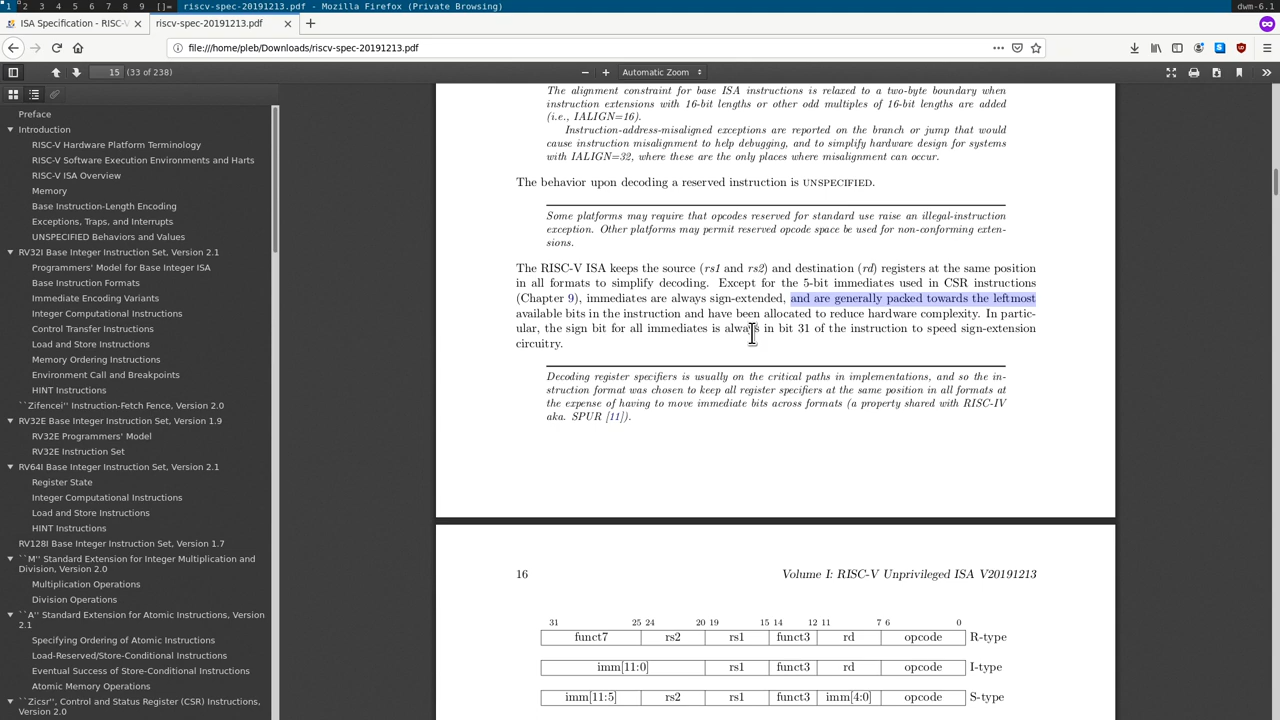 1 2 3 4 5 6 7 8 9 []= riscv-spec-20191213.pdf - Mozilla Firefox (Private Browsing) dwm-6.1
ISA Specification - RISC-V
riscv-spec-20191213.pdf
file:///home/pleb/Downloads/riscv-spec-20191213.pdf
15 (33 of 238)
Automatic Zoom
Preface
Introduction
RISC-V Hardware Platform Terminology
RISC-V Software Execution Environments and Harts
RISC-V ISA Overview
Memory
Base Instruction-Length Encoding
Exceptions, Traps, and Interrupts
UNSPECIFIED Behaviors and Values
RV32I Base Integer Instruction Set, Version 2.1
Programmers' Model for Base Integer ISA
Base Instruction Formats
Immediate Encoding Variants
Integer Computational Instructions
Control Transfer Instructions
Load and Store Instructions
Memory Ordering Instructions
Environment Call and Breakpoints
HINT Instructions
``Zifencei'' Instruction-Fetch Fence, Version 2.0
RV32E Base Integer Instruction Set, Version 1.9
RV32E Programmers' Model
RV32E Instruction Set
RV64I Base Integer Instruction Set, Version 2.1
Register State
Integer Computational Instructions
Load and Store Instructions
HINT Instructions
RV128I Base Integer Instruction Set, Version 1.7
``M'' Standard Extension for Integer Multiplication and
Division, Version 2.0
Multiplication Operations
Division Operations
``A'' Standard Extension for Atomic Instructions, Version
2.1
Specifying Ordering of Atomic Instructions
Load-Reserved/Store-Conditional Instructions
Eventual Success of Store-Conditional Instructions
Atomic Memory Operations
``Zicsr'', Control and Status Register (CSR) Instructions,
Version 2.0
The alignment constraint for base ISA instructions is relaxed to a two-byte boundary when
instruction extensions with 16-bit lengths or other odd multiples of 16-bit lengths are added
(i.e., IALIGN=16).
Instruction-address-misaligned exceptions are reported on the branch or jump that would
cause instruction misalignment to help debugging, and to simplify hardware design for systems
with IALIGN=32, where these are the only places where misalignment can occur.
The behavior upon decoding a reserved instruction is UNSPECIFIED.
Some platforms may require that opcodes reserved for standard use raise an illegal-instruction
exception. Other platforms may permit reserved opcode space be used for non-conforming exten-
sions.
The RISC-V ISA keeps the source (rs1 and rs2) and destination (rd) registers at the same position
in all formats to simplify decoding. Except for the 5-bit immediates used in CSR instructions
(Chapter 9), immediates are always sign-extended, and are generally packed towards the leftmost
available bits in the instruction and have been allocated to reduce hardware complexity. In partic-
ular, the sign bit for all immediates is always in bit 31 of the instruction to speed sign-extension
circuitry.
Decoding register specifiers is usually on the critical paths in implementations, and so the in-
struction format was chosen to keep all register specifiers at the same position in all formats at
the expense of having to move immediate bits across formats (a property shared with RISC-IV
aka. SPUR [11]).
16 Volume I: RISC-V Unprivileged ISA V20191213
31 25 24 20 19 15 14 12 11 7 6 0
funct7 rs2 rs1 funct3 rd opcode R-type
imm[11:0] rs1 funct3 rd opcode I-type
imm[11:5] rs2 rs1 funct3 imm[4:0] opcode S-type